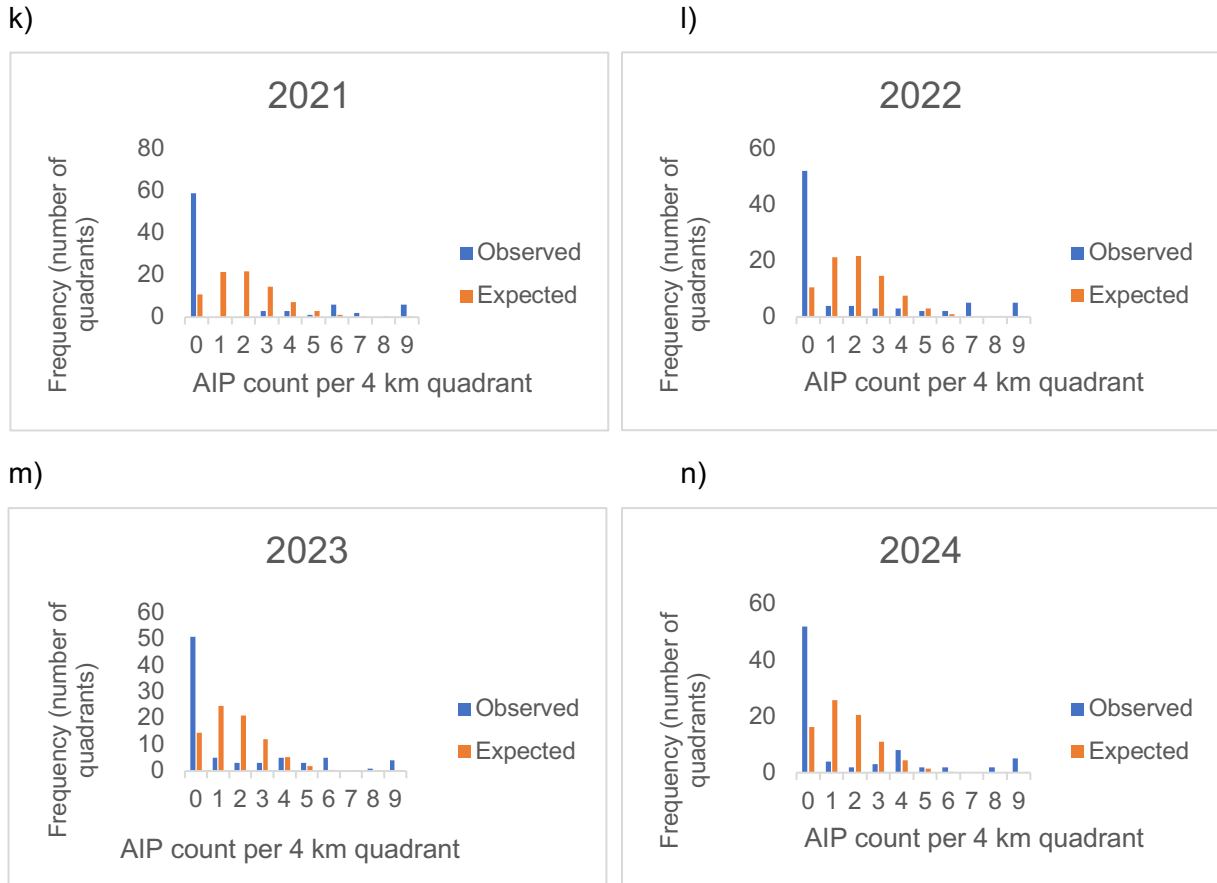 k)
l)
2021
Frequency (number of
quadrants)
80
60
40
20
0
0 1 2 3 4 5 6 7 8 9
AIP count per 4 km quadrant
Observed
Expected
2022
Frequency (number of
quadrants)
60
40
20
0
0 1 2 3 4 5 6 7 8 9
AIP count per 4 km quadrant
Observed
Expected
m)
n)
2023
Frequency (number of
quadrants)
60
50
40
30
20
10
0
0 1 2 3 4 5 6 7 8 9
AIP count per 4 km quadrant
Observed
Expected
2024
Frequency (number of
quadrants)
60
40
20
0
0 1 2 3 4 5 6 7 8 9
AIP count per 4 km quadrant
Observed
Expected